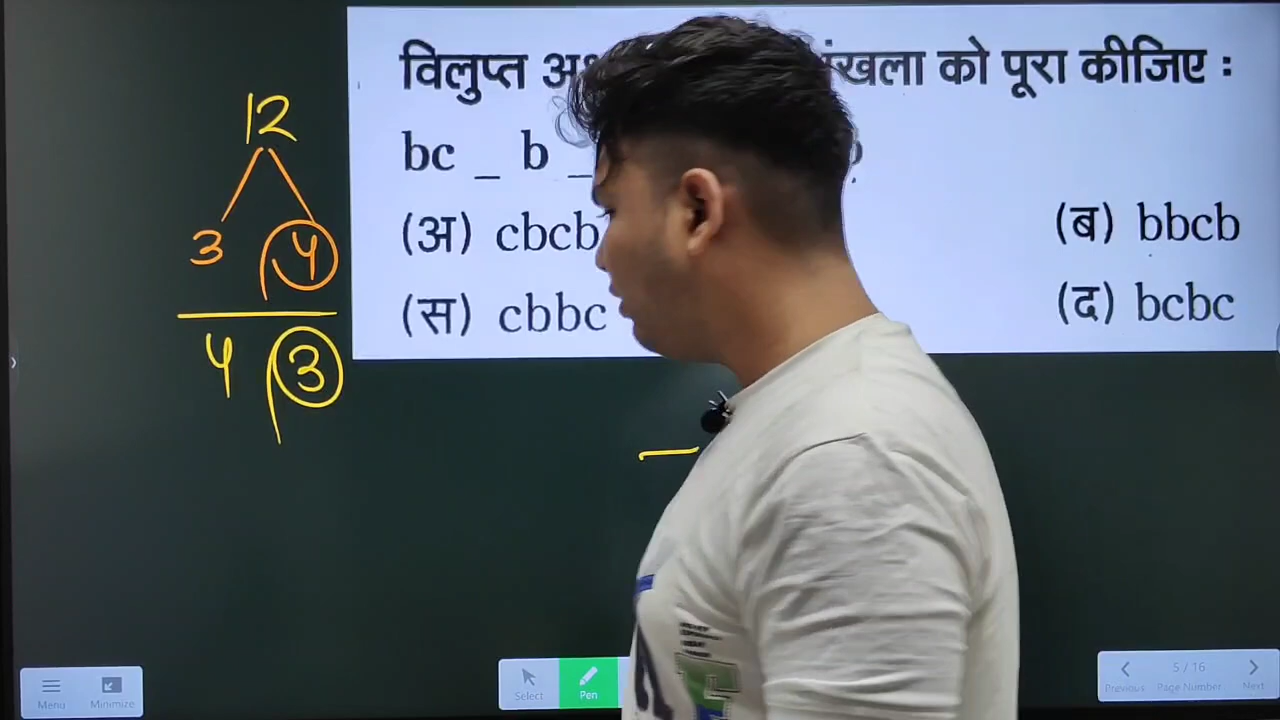 विलुप्त को पूरा कीजिए :
bc _ b _
(अ) cbcb
(ब) bbcb
(स) cbbc
(द) bcbc
12
3 4
4 3
Menu
Minimize
Select
Pen
Previous
5 / 16
Page Number
Next